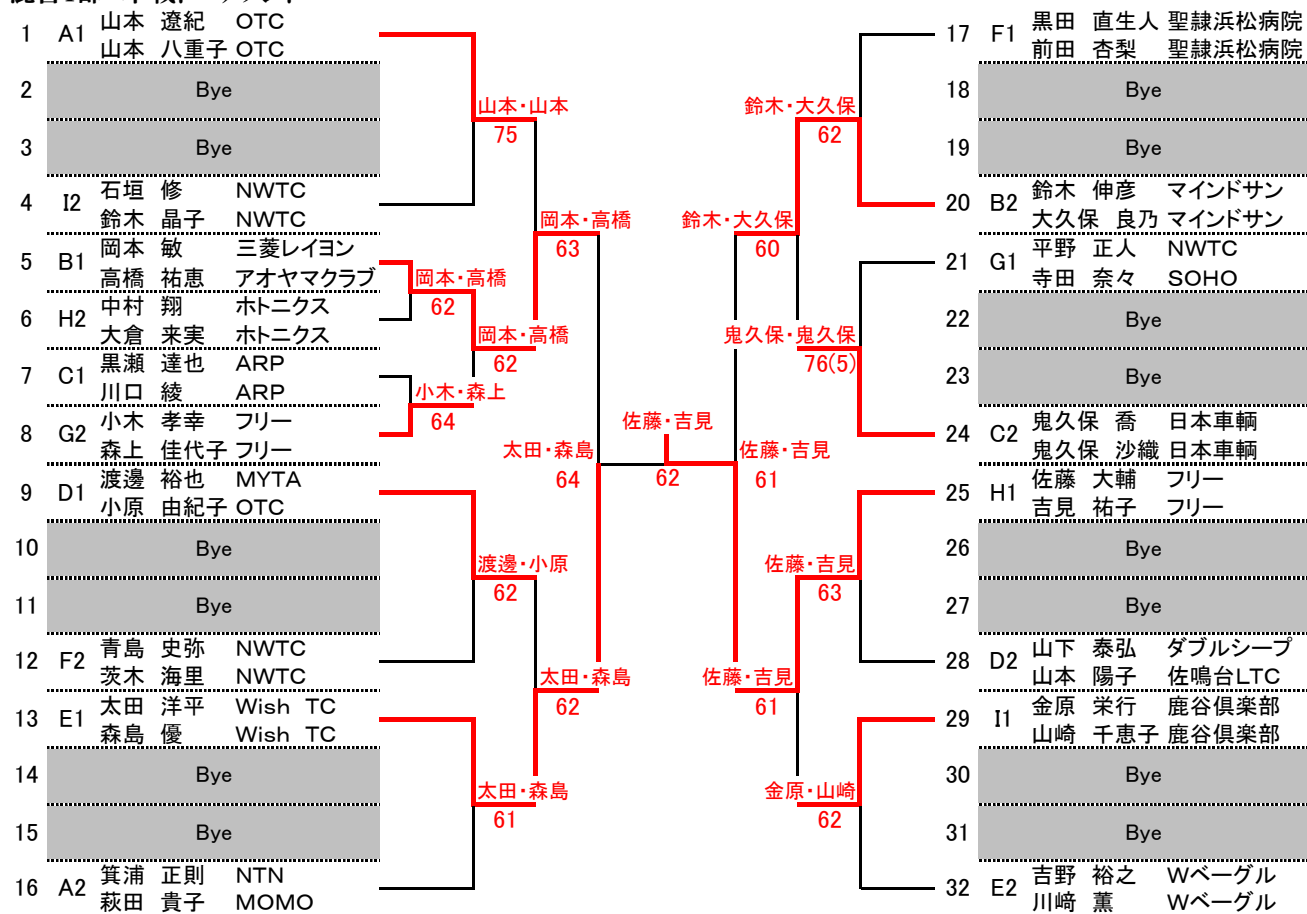 1 A1 山本 遼紀 OTC
山本 八重子 OTC
2 Bye
3 Bye
4 I2 石垣 修 NWTC
鈴木 晶子 NWTC
5 B1 岡本 敏 三菱レイヨン
高橋 祐恵 アオヤマクラブ
6 H2 中村 翔 ホトニクス
大倉 来実 ホトニクス
7 C1 黒瀬 達也 ARP
川口 綾 ARP
8 G2 小木 孝幸 フリー
森上 佳代子 フリー
9 D1 渡邊 裕也 MYTA
小原 由紀子 OTC
10 Bye
11 Bye
12 F2 青島 史弥 NWTC
茨木 海里 NWTC
13 E1 太田 洋平 Wish TC
森島 優 Wish TC
14 Bye
15 Bye
16 A2 箕浦 正則 NTN
萩田 貴子 MOMO
山本・山本
75
岡本・高橋
62
小木・森上
64
岡本・高橋
62
岡本・高橋
63
渡邊・小原
62
太田・森島
61
太田・森島
62
太田・森島
64
佐藤・吉見
62
鈴木・大久保
62
鬼久保・鬼久保
76(5)
鈴木・大久保
60
佐藤・吉見
61
佐藤・吉見
63
金原・山崎
62
佐藤・吉見
61
17 F1 黒田 直生人 聖隷浜松病院
前田 杏梨 聖隷浜松病院
18 Bye
19 Bye
20 B2 鈴木 伸彦 マインドサン
大久保 良乃 マインドサン
21 G1 平野 正人 NWTC
寺田 奈々 SOHO
22 Bye
23 Bye
24 C2 鬼久保 喬 日本車輌
鬼久保 沙織 日本車輌
25 H1 佐藤 大輔 フリー
吉見 祐子 フリー
26 Bye
27 Bye
28 D2 山下 泰弘 ダブルシープ
山本 陽子 佐鳴台LTC
29 I1 金原 栄行 鹿谷倶楽部
山崎 千恵子 鹿谷倶楽部
30 Bye
31 Bye
32 E2 吉野 裕之 Wベーグル
川﨑 薫 Wベーグル